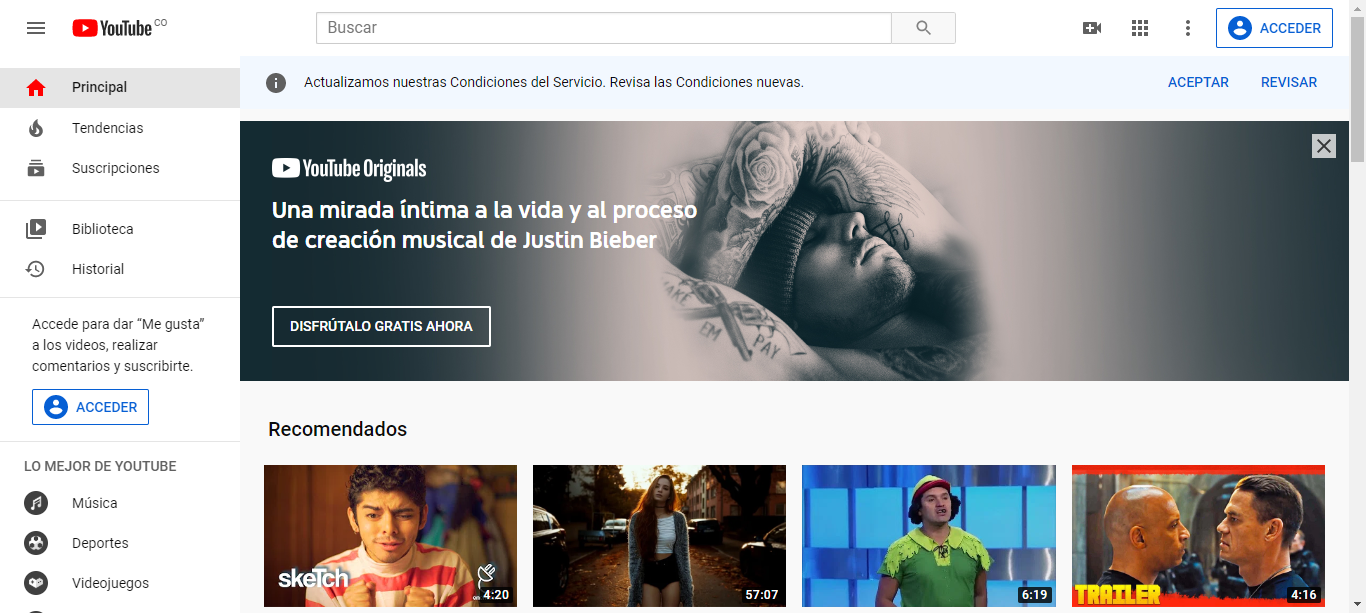 YouTube CO
Buscar
ACCEDER
Principal
Tendencias
Suscripciones
Biblioteca
Historial
Accede para dar “Me gusta”
a los videos, realizar
comentarios y suscribirte.
ACCEDER
LO MEJOR DE YOUTUBE
Música
Deportes
Videojuegos
Actualizamos nuestras Condiciones del Servicio. Revisa las Condiciones nuevas.
ACEPTAR
REVISAR
YouTube Originals
Una mirada íntima a la vida y al proceso
de creación musical de Justin Bieber
DISFRÚTALO GRATIS AHORA
MAKE
EM
PAY
Recomendados
skeTch
4:20
57:07
6:19
TRAILER
4:16